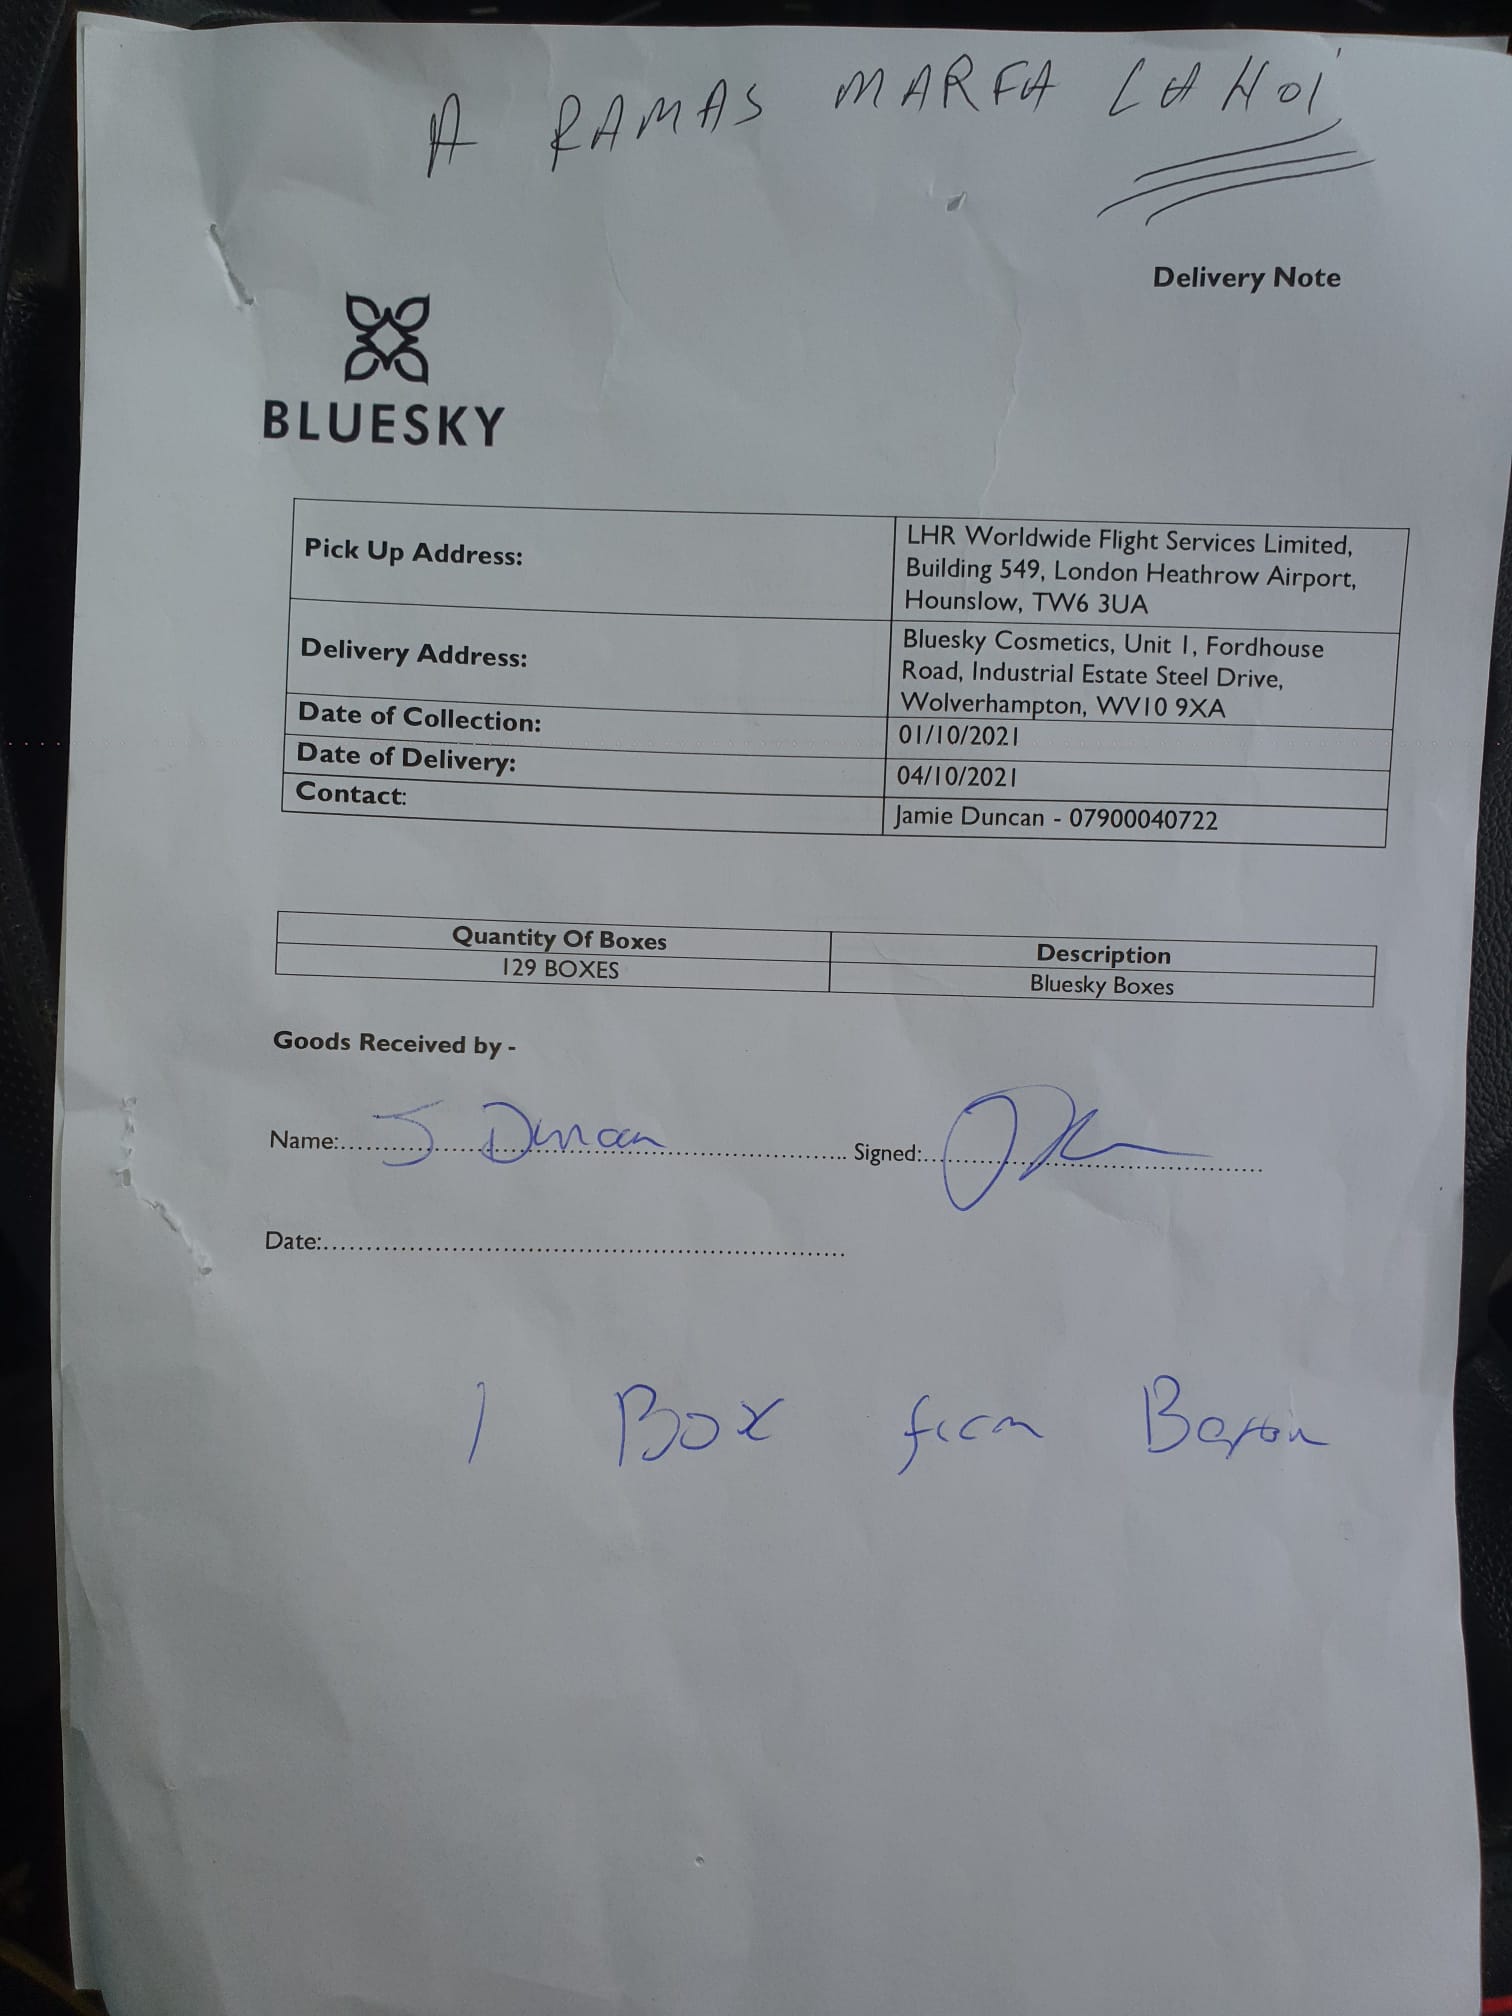 A RAMAS MARFA LA NOI
Delivery Note
BLUESKY
Pick Up Address:
LHR Worldwide Flight Services Limited,
Building 549, London Heathrow Airport,
Hounslow, TW6 3UA
Delivery Address:
Bluesky Cosmetics, Unit 1, Fordhouse
Road, Industrial Estate Steel Drive,
Wolverhampton, WV10 9XA
Date of Collection:
01/10/2021
Date of Delivery:
04/10/2021
Contact:
Jamie Duncan - 07900040722
Quantity Of Boxes Description
129 BOXES Bluesky Boxes
Goods Received by -
Name:.....J Duncan..... Signed:.....
Date:.....
1 Box from